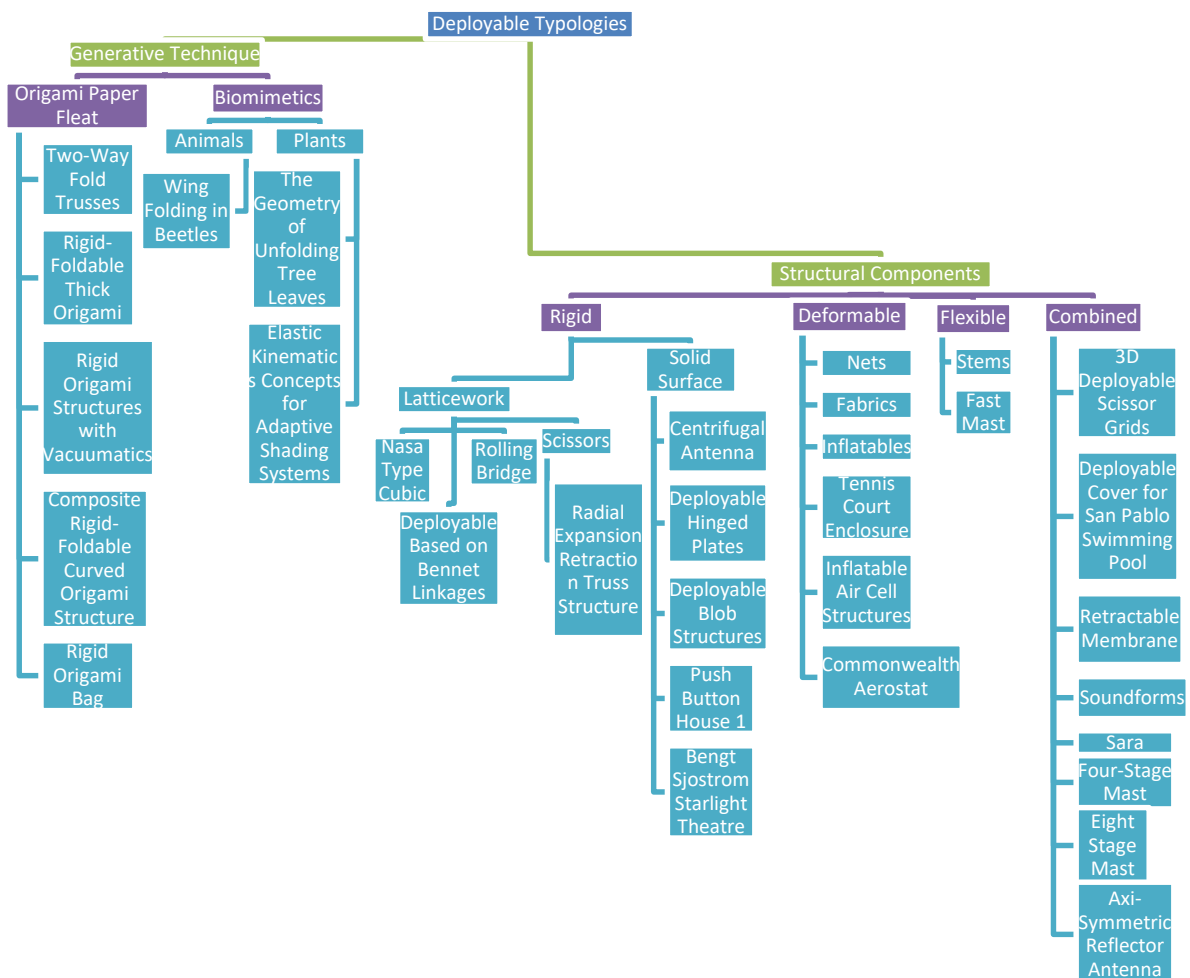 Deployable Typologies
Generative Technique
Origami Paper
Fleat
Two-Way
Fold
Trusses
Rigid-
Foldable
Thick
Origami
Rigid
Origami
Structures
with
Vacuumatics
Composite
Rigid-
Foldable
Curved
Origami
Structure
Rigid
Origami
Bag
Biomimetics
Animals
Wing
Folding in
Beetles
Plants
The
Geometry
of
Unfolding
Tree
Leaves
Elastic
Kinematic
s Concepts
for
Adaptive
Shading
Systems
Structural Components
Rigid
Latticework
Nasa
Type
Cubic
Rolling
Bridge
Deployable
Based on
Bennet
Linkages
Scissors
Radial
Expansion
Retractio
n Truss
Structure
Solid
Surface
Centrifugal
Antenna
Deployable
Hinged
Plates
Deployable
Blob
Structures
Push
Button
House 1
Bengt
Sjostrom
Starlight
Theatre
Deformable
Nets
Fabrics
Inflatables
Tennis
Court
Enclosure
Inflatable
Air Cell
Structures
Commonwealth
Aerostat
Flexible
Stems
Fast
Mast
Combined
3D
Deployable
Scissor
Grids
Deployable
Cover for
San Pablo
Swimming
Pool
Retractable
Membrane
Soundforms
Sara
Four-Stage
Mast
Eight
Stage
Mast
Axi-
Symmetric
Reflector
Antenna